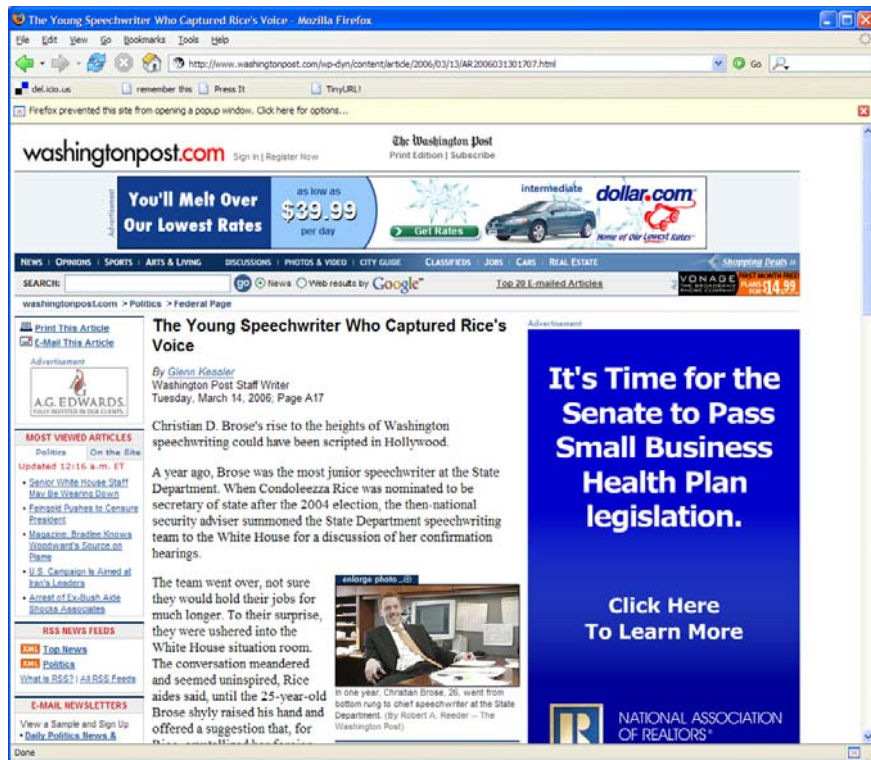 The Young Speechwriter Who Captured Rice's Voice - Mozilla Firefox
File Edit View Go Bookmarks Tools Help
http://www.washingtonpost.com/wp-dyn/content/article/2006/03/13/AR2006031301707.html
Go
del.icio.us remember this Press It TinyURL!
Firefox prevented this site from opening a popup window. Click here for options...
washingtonpost.com
Sign In | Register Now
The Washington Post
Print Edition | Subscribe
Advertisement
You'll Melt Over
Our Lowest Rates
as low as
$39.99
per day
Get Rates
intermediate
dollar.com
Home of Our Lowest Rates
NEWS | OPINIONS | SPORTS | ARTS & LIVING DISCUSSIONS | PHOTOS & VIDEO | CITY GUIDE CLASSIFIEDS | JOBS | CARS | REAL ESTATE
Shopping Deals
SEARCH: go News Web results by Google™
Top 20 E-mailed Articles
VONAGE
THE BROADBAND PHONE COMPANY
FIRST MONTH FREE!
PLANS FOR $14.99
washingtonpost.com > Politics > Federal Page
Print This Article
E-Mail This Article
Advertisement
A.G. EDWARDS.
FULLY INVESTED IN OUR CLIENTS.
MOST VIEWED ARTICLES
Politics On the Site
Updated 12:16 a.m. ET
• Senior White House Staff
May Be Wearing Down
• Feingold Pushes to Censure
President
• Magazine: Bradlee Knows
Woodward's Source on
Plame
• U.S. Campaign Is Aimed at
Iran's Leaders
• Arrest of Ex-Bush Aide
Shocks Associates
RSS NEWS FEEDS
XML Top News
XML Politics
What is RSS? | All RSS Feeds
E-MAIL NEWSLETTERS
View a Sample and Sign Up
• Daily Politics News &
The Young Speechwriter Who Captured Rice's
Voice
By Glenn Kessler
Washington Post Staff Writer
Tuesday, March 14, 2006; Page A17
Christian D. Brose's rise to the heights of Washington
speechwriting could have been scripted in Hollywood.
A year ago, Brose was the most junior speechwriter at the State
Department. When Condoleezza Rice was nominated to be
secretary of state after the 2004 election, the then-national
security adviser summoned the State Department speechwriting
team to the White House for a discussion of her confirmation
hearings.
The team went over, not sure
they would hold their jobs for
much longer. To their surprise,
they were ushered into the
White House situation room.
The conversation meandered
and seemed uninspired, Rice
aides said, until the 25-year-old
Brose shyly raised his hand and
offered a suggestion that, for
enlarge photo
In one year, Christian Brose, 26, went from
bottom rung to chief speechwriter at the State
Department. (By Robert A. Reeder -- The
Washington Post)
Advertisement
It's Time for the
Senate to Pass
Small Business
Health Plan
legislation.
Click Here
To Learn More
R
NATIONAL ASSOCIATION
OF REALTORS®
Done